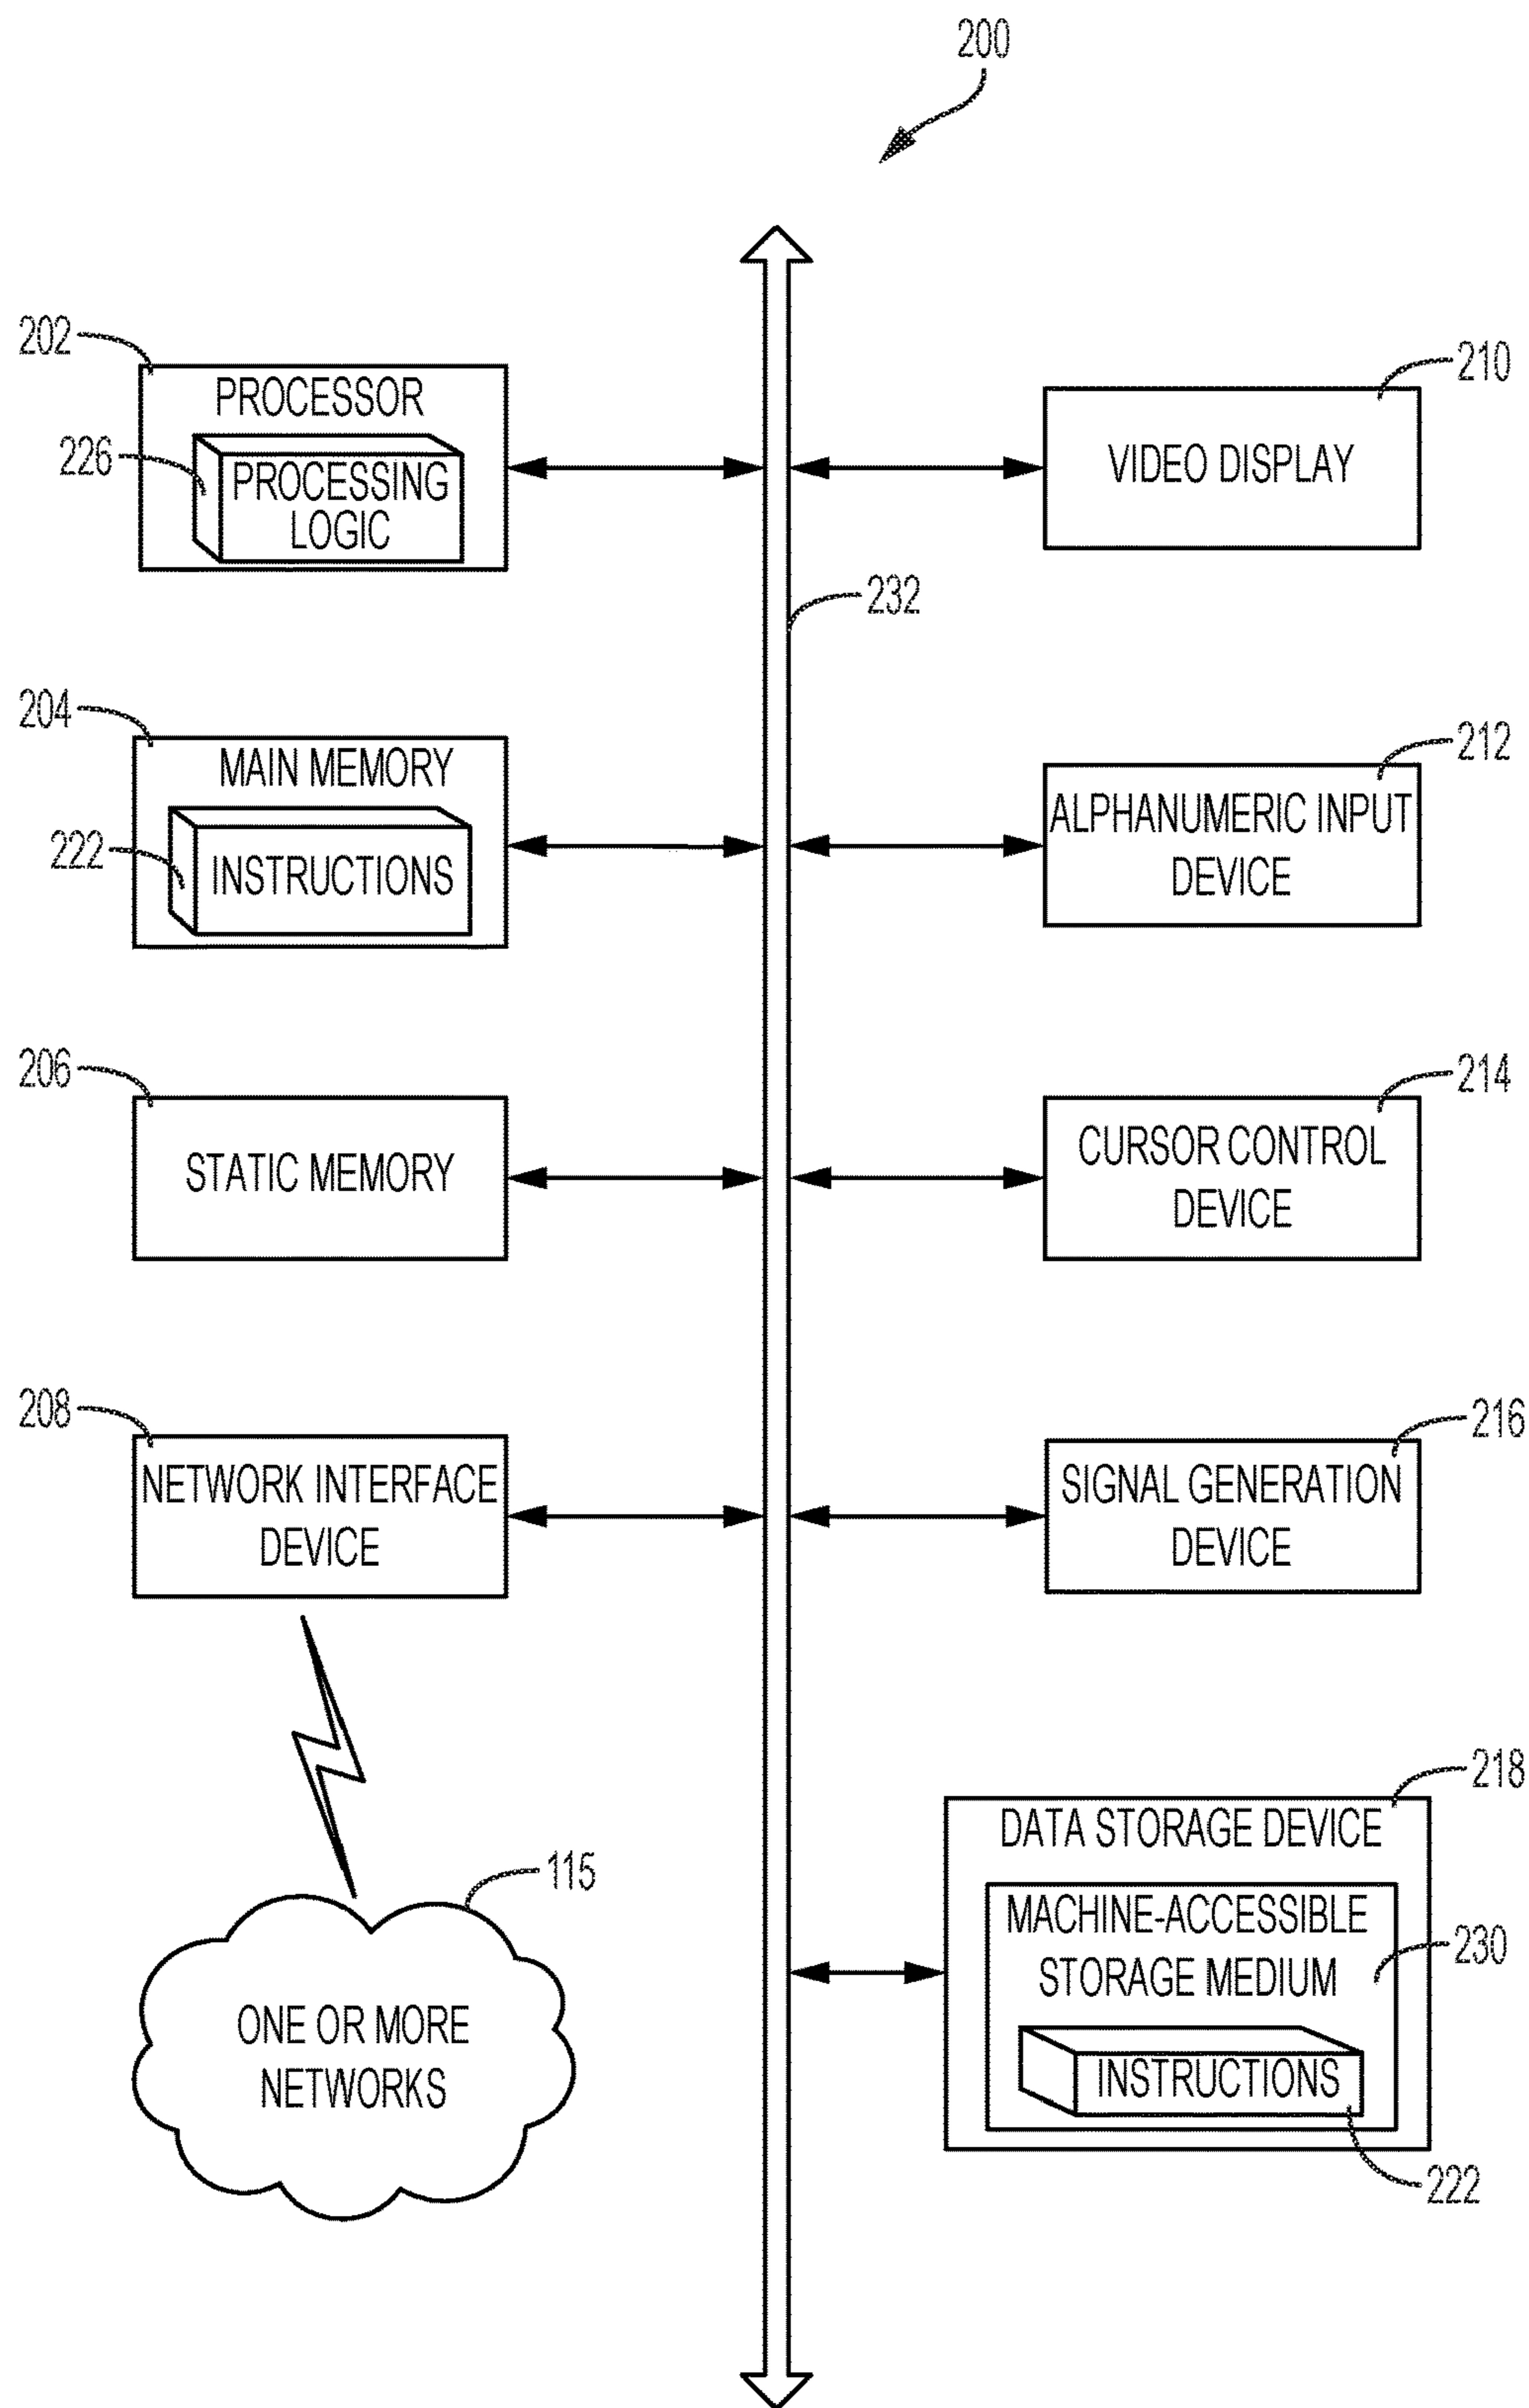 200
202
PROCESSOR
226
PROCESSING
LOGIC
210
VIDEO DISPLAY
232
204
MAIN MEMORY
222
INSTRUCTIONS
212
ALPHANUMERIC INPUT
DEVICE
206
STATIC MEMORY
214
CURSOR CONTROL
DEVICE
208
NETWORK INTERFACE
DEVICE
216
SIGNAL GENERATION
DEVICE
115
ONE OR MORE
NETWORKS
218
DATA STORAGE DEVICE
MACHINE-ACCESSIBLE
STORAGE MEDIUM
230
INSTRUCTIONS
222